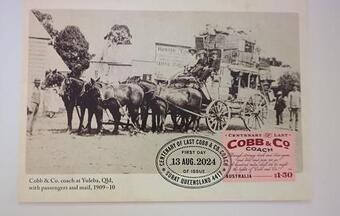 CENTENARY OF LAST
COBB & Co
COACH
AUSTRALIA $1.50
CENTENARY OF LAST COBB & CO. COACH
FIRST DAY
13 AUG. 2024
OF ISSUE
SURAT QUEENSLAND 4417
Cobb & Co. coach at Yuleba, Qld,
with passengers and mail, 1909–10